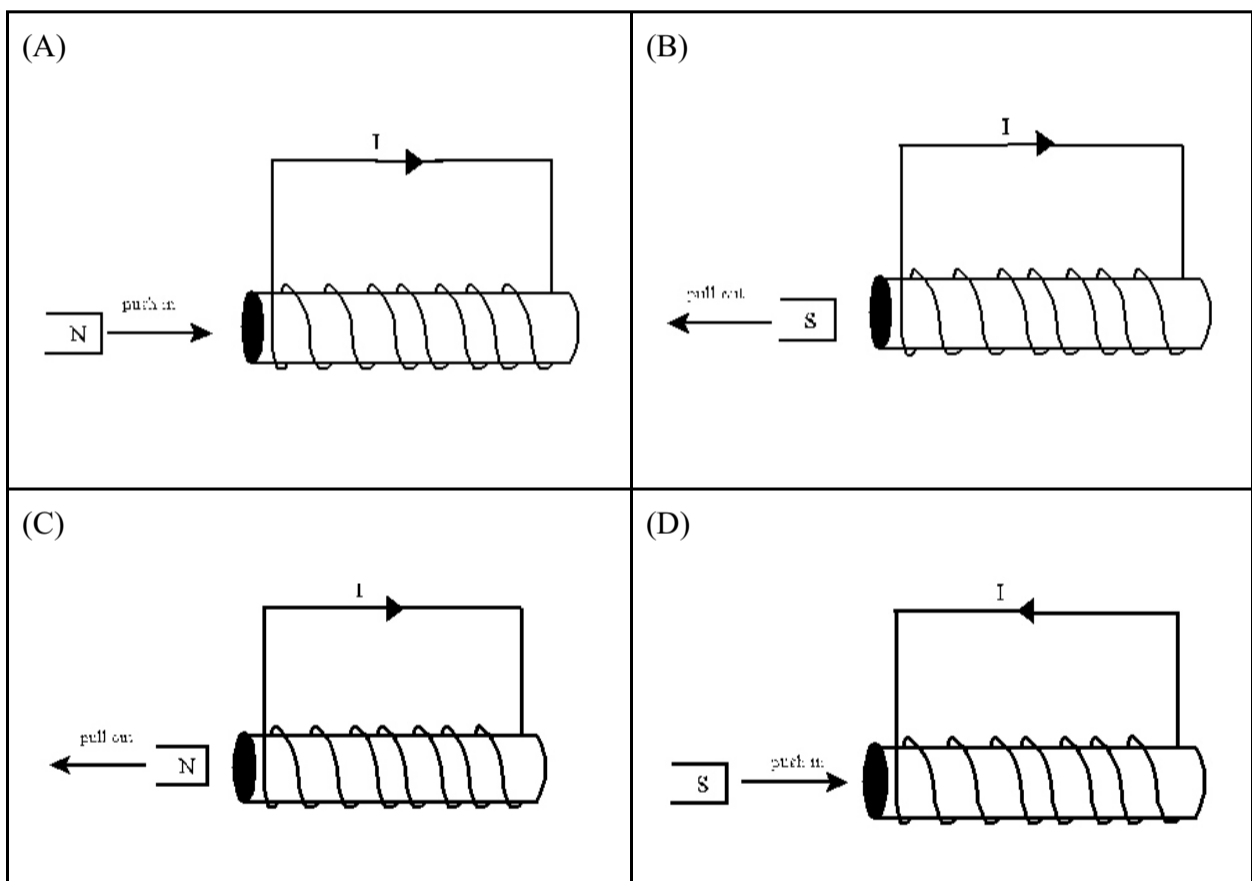 (A)
I
push in
N
(B)
I
pull out
S
(C)
I
pull out
N
(D)
I
push in
S